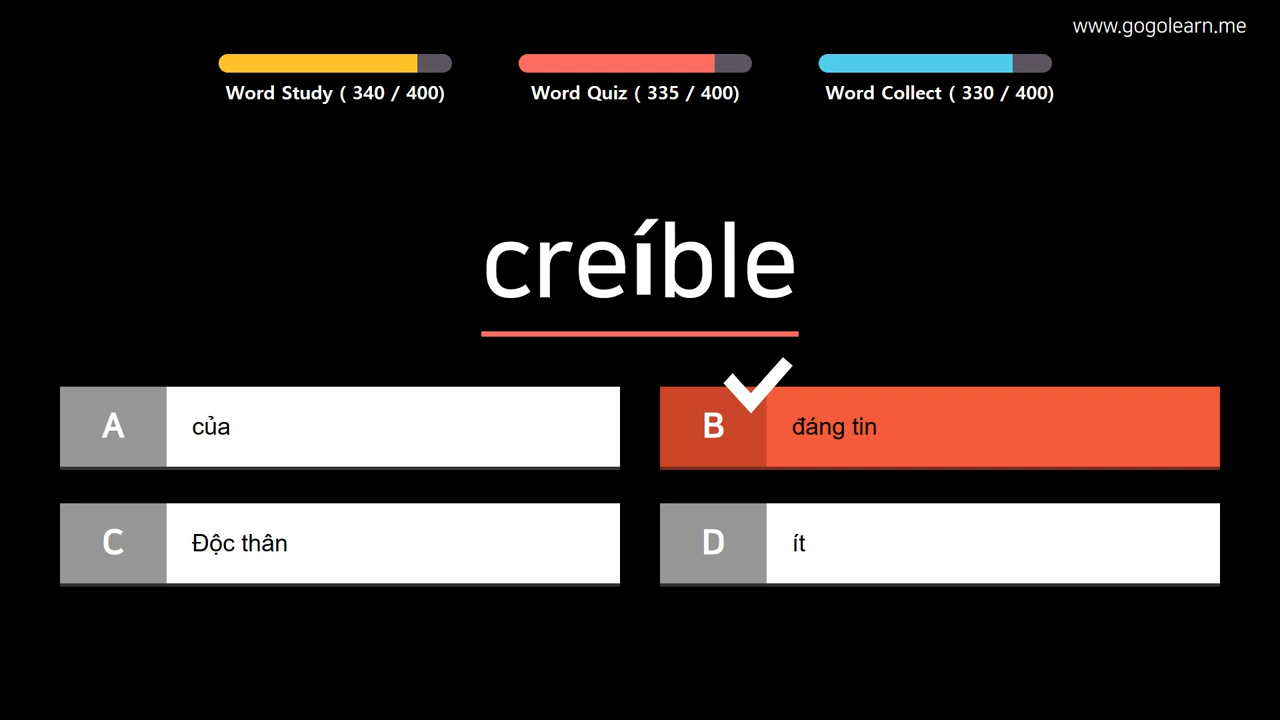 www.gogolearn.me
Word Study ( 340 / 400)
Word Quiz ( 335 / 400)
Word Collect ( 330 / 400)
creíble
A
của
B
đáng tin
C
Độc thân
D
ít